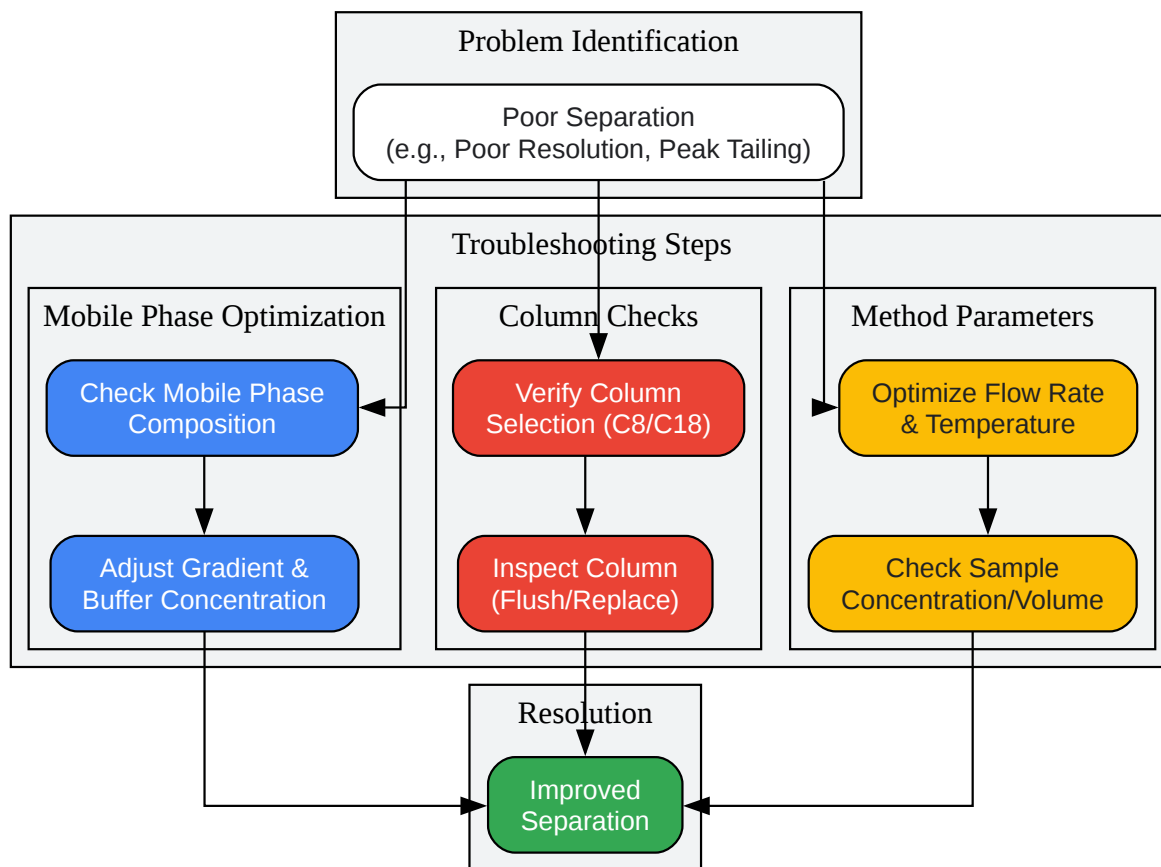 Problem Identification
Poor Separation
(e.g., Poor Resolution, Peak Tailing)
Troubleshooting Steps
Mobile Phase Optimization
Check Mobile Phase
Composition
Adjust Gradient &
Buffer Concentration
Column Checks
Verify Column
Selection (C8/C18)
Inspect Column
(Flush/Replace)
Method Parameters
Optimize Flow Rate
& Temperature
Check Sample
Concentration/Volume
Resolution
Improved
Separation